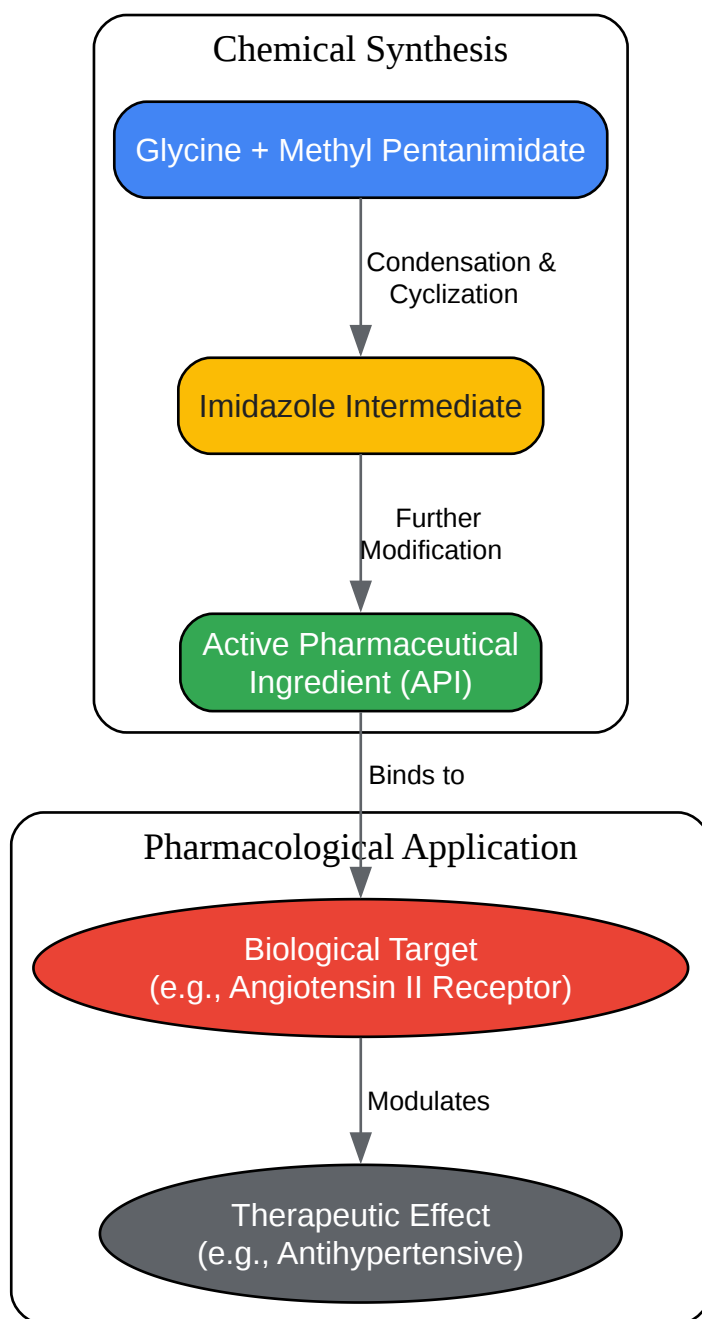 Chemical Synthesis
Glycine + Methyl Pentanimidate
Condensation &
Cyclization
Imidazole Intermediate
Further
Modification
Active Pharmaceutical
Ingredient (API)
Binds to
Pharmacological Application
Biological Target
(e.g., Angiotensin II Receptor)
Modulates
Therapeutic Effect
(e.g., Antihypertensive)